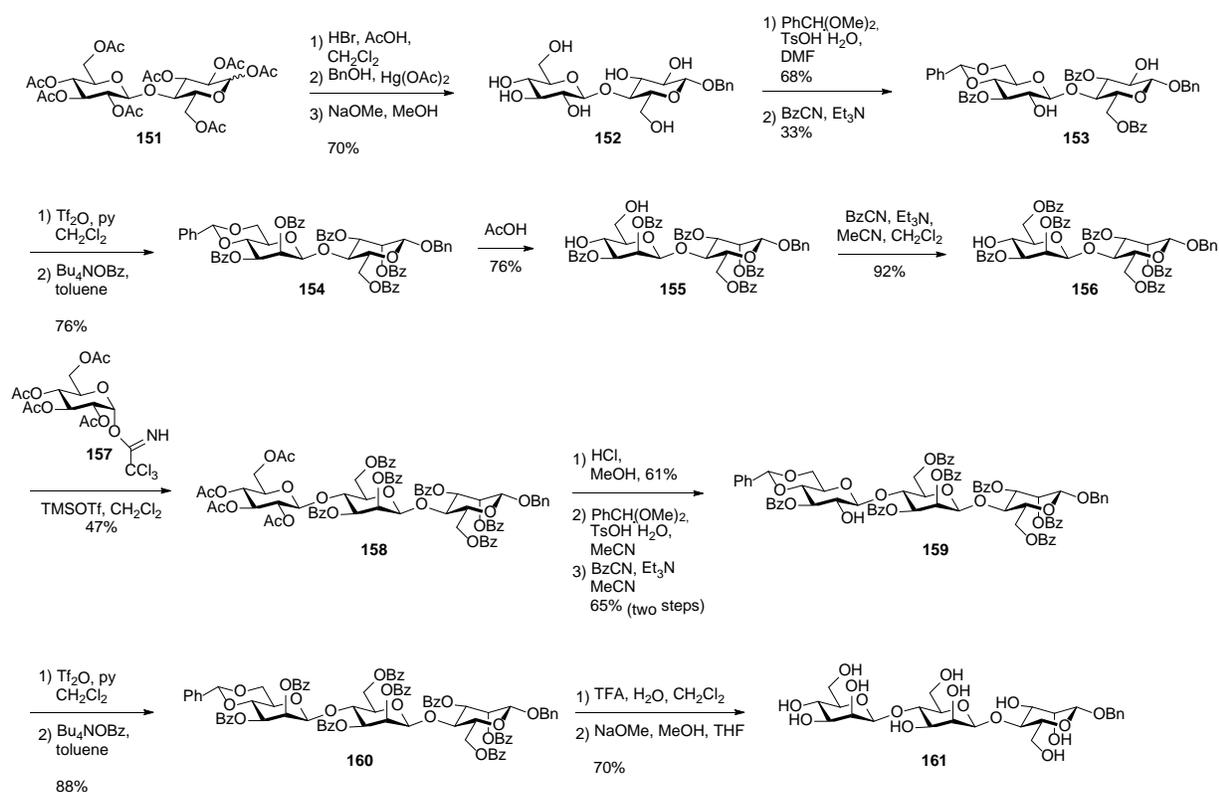 OAc
AcO
AcO
O
OAc
O
AcO
OAc
OAc
O
OAc
151
1) HBr, AcOH,
CH2Cl2
2) BnOH, Hg(OAc)2
3) NaOMe, MeOH
70%
OH
HO
HO
O
OH
O
HO
OH
O
OBn
OH
152
1) PhCH(OMe)2,
TsOH·H2O,
DMF
68%
2) BzCN, Et3N
33%
Ph
O
O
BzO
O
OH
O
BzO
OH
O
OBn
OBz
153
1) Tf2O, py
CH2Cl2
2) Bu4NOBz,
toluene
76%
Ph
O
O
BzO
OBz
O
O
BzO
O
OBn
OBz
OBz
154
AcOH
76%
OH
HO
BzO
OBz
O
O
BzO
O
OBn
OBz
OBz
155
BzCN, Et3N,
MeCN, CH2Cl2
92%
OBz
HO
BzO
OBz
O
O
BzO
O
OBn
OBz
OBz
156
OAc
AcO
AcO
O
AcO
O
NH
CCl3
157
TMSOTf, CH2Cl2
47%
OAc
AcO
AcO
O
OAc
O
OBz
OBz
O
BzO
O
BzO
O
OBn
OBz
OBz
158
1) HCl,
MeOH, 61%
2) PhCH(OMe)2,
TsOH·H2O,
MeCN
3) BzCN, Et3N
MeCN
65% (two steps)
Ph
O
O
BzO
O
OH
O
OBz
OBz
O
BzO
O
BzO
O
OBn
OBz
OBz
159
1) Tf2O, py
CH2Cl2
2) Bu4NOBz,
toluene
88%
Ph
O
O
BzO
OBz
O
O
OBz
OBz
O
BzO
O
BzO
O
OBn
OBz
OBz
160
1) TFA, H2O, CH2Cl2
2) NaOMe, MeOH, THF
70%
OH
OH
HO
HO
O
O
OH
OH
O
HO
O
HO
O
OBn
OH
OH
161